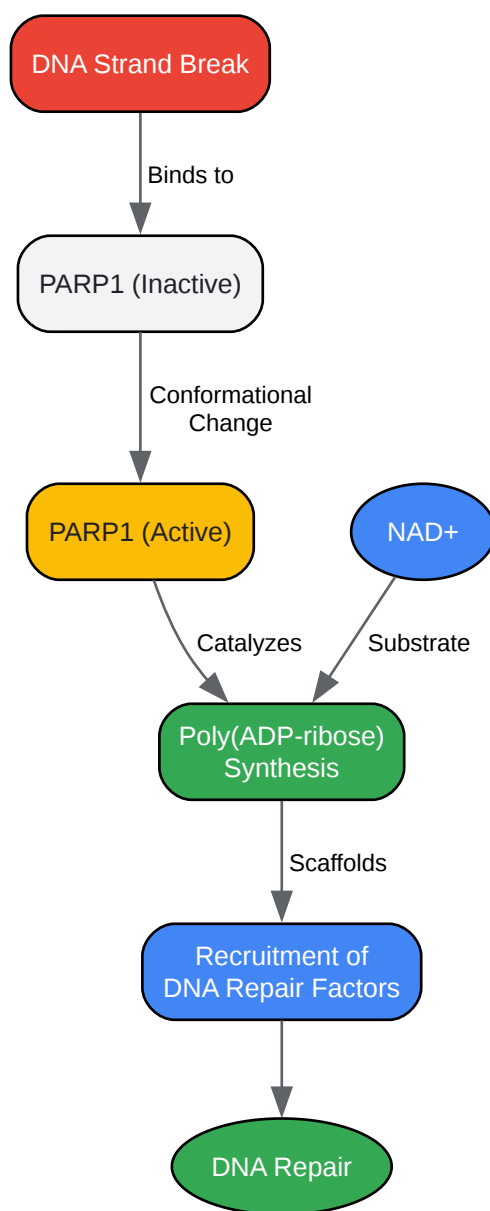 DNA Strand Break
Binds to
PARP1 (Inactive)
Conformational
Change
PARP1 (Active)
NAD+
Catalyzes
Substrate
Poly(ADP-ribose)
Synthesis
Scaffolds
Recruitment of
DNA Repair Factors
DNA Repair